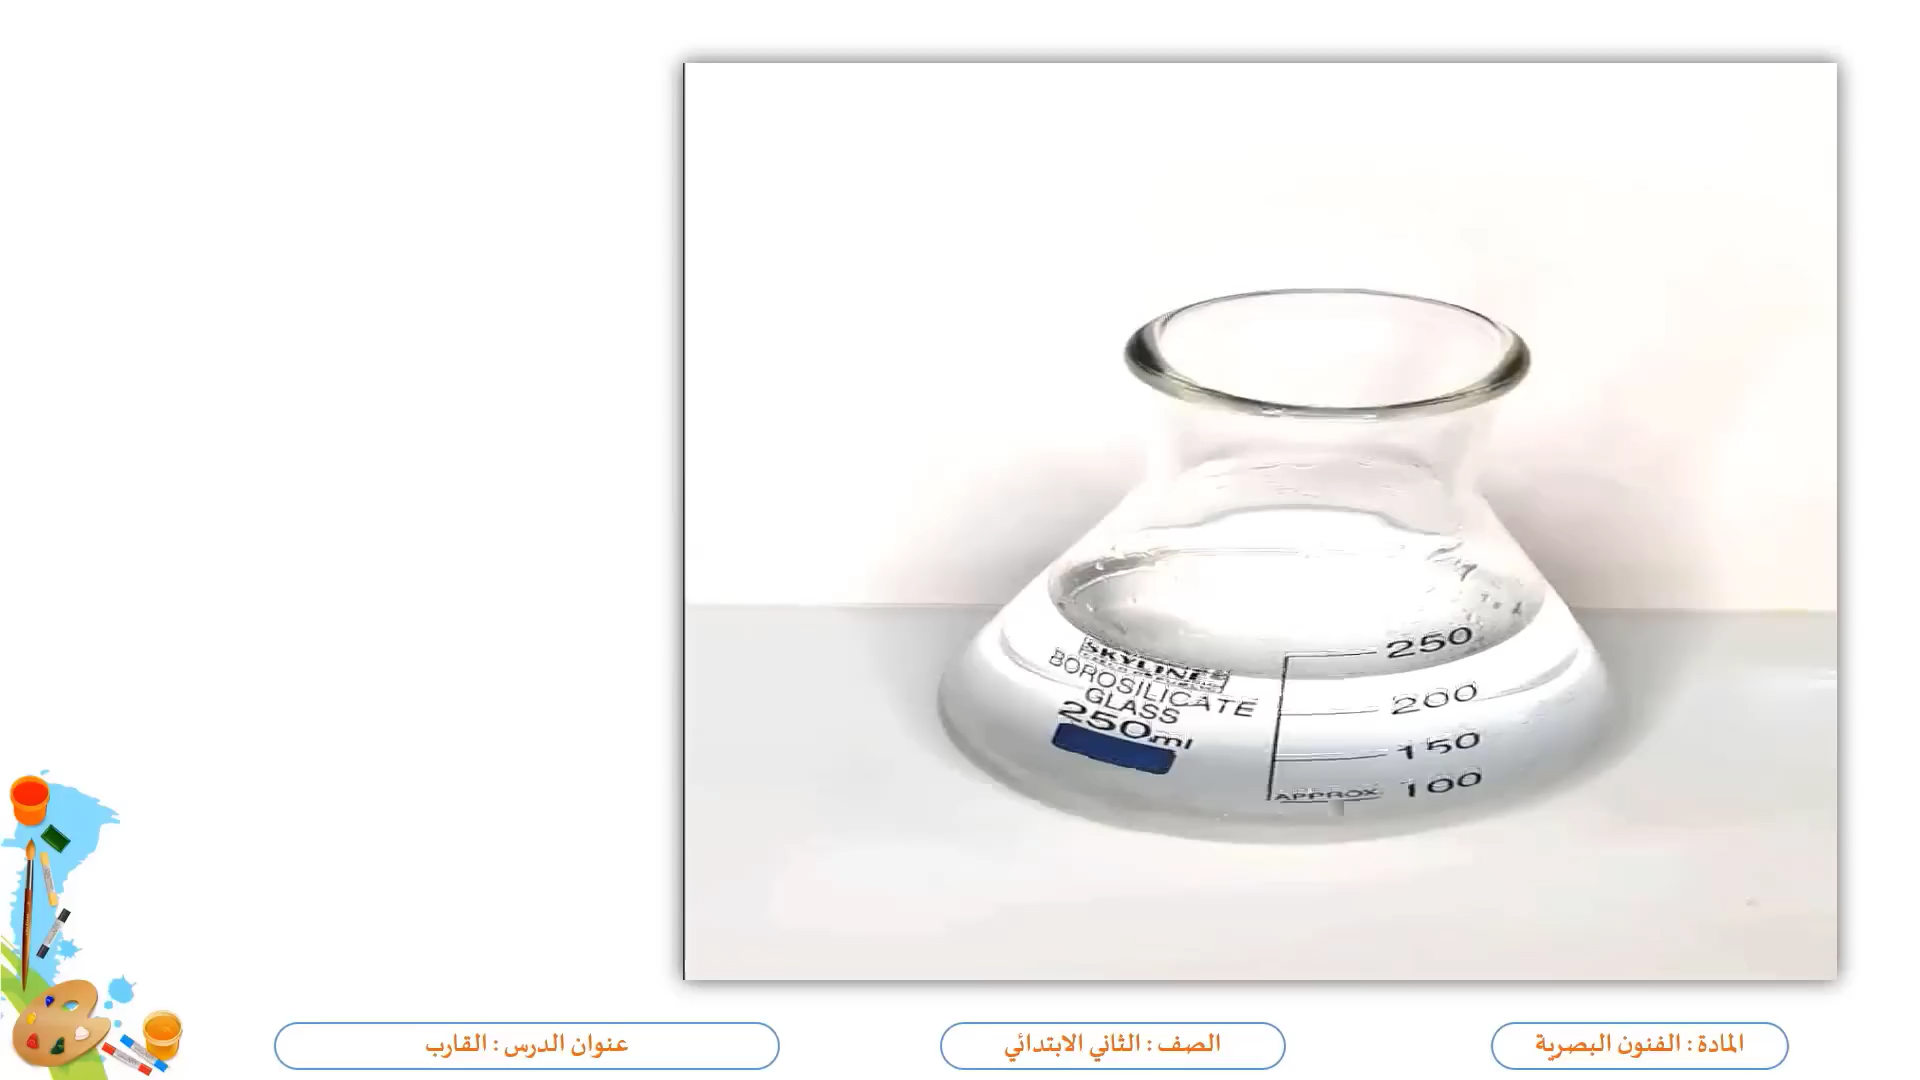 SKYLINE
BOROSILICATE
GLASS
250ml
250
200
150
APPROX 100
المادة : الفنون البصرية
الصف : الثاني الابتدائي
عنوان الدرس : القارب